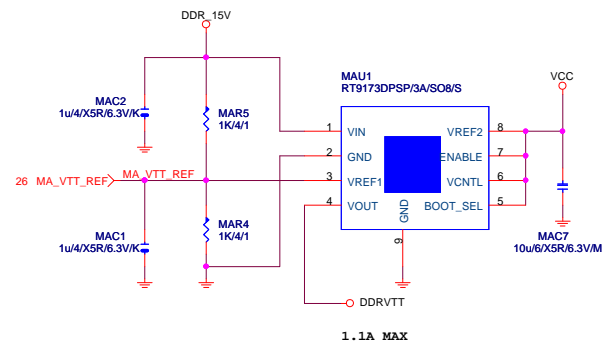 DDR_15V
MAU1
RT9173DPSP/3A/SO8/S
VCC
MAC2
1u/4/X5R/6.3V/K
MAR5
1K/4/1
1 VIN VREF2 8
2 GND ENABLE 7
26 MA_VTT_REF MA_VTT_REF
3 VREF1 VCNTL 6
4 VOUT BOOT_SEL 5
GND
9
MAC1
1u/4/X5R/6.3V/K
MAR4
1K/4/1
MAC7
10u/6/X5R/6.3V/M
DDRVTT
1.1A MAX